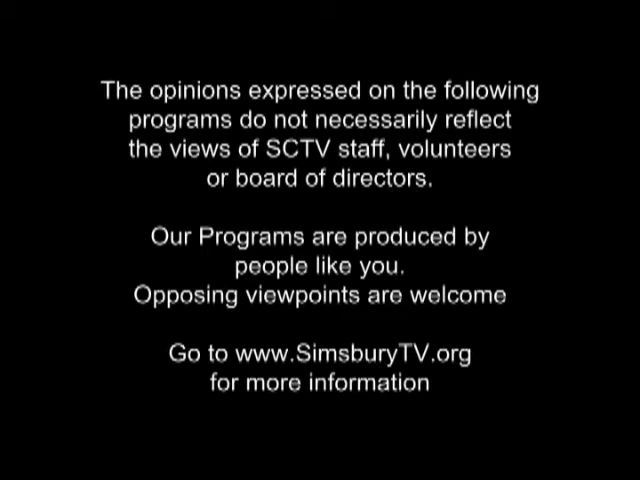 The opinions expressed on the following
programs do not necessarily reflect
the views of SCTV staff, volunteers
or board of directors.
Our Programs are produced by
people like you.
Opposing viewpoints are welcome
Go to www.SimsburyTV.org
for more information